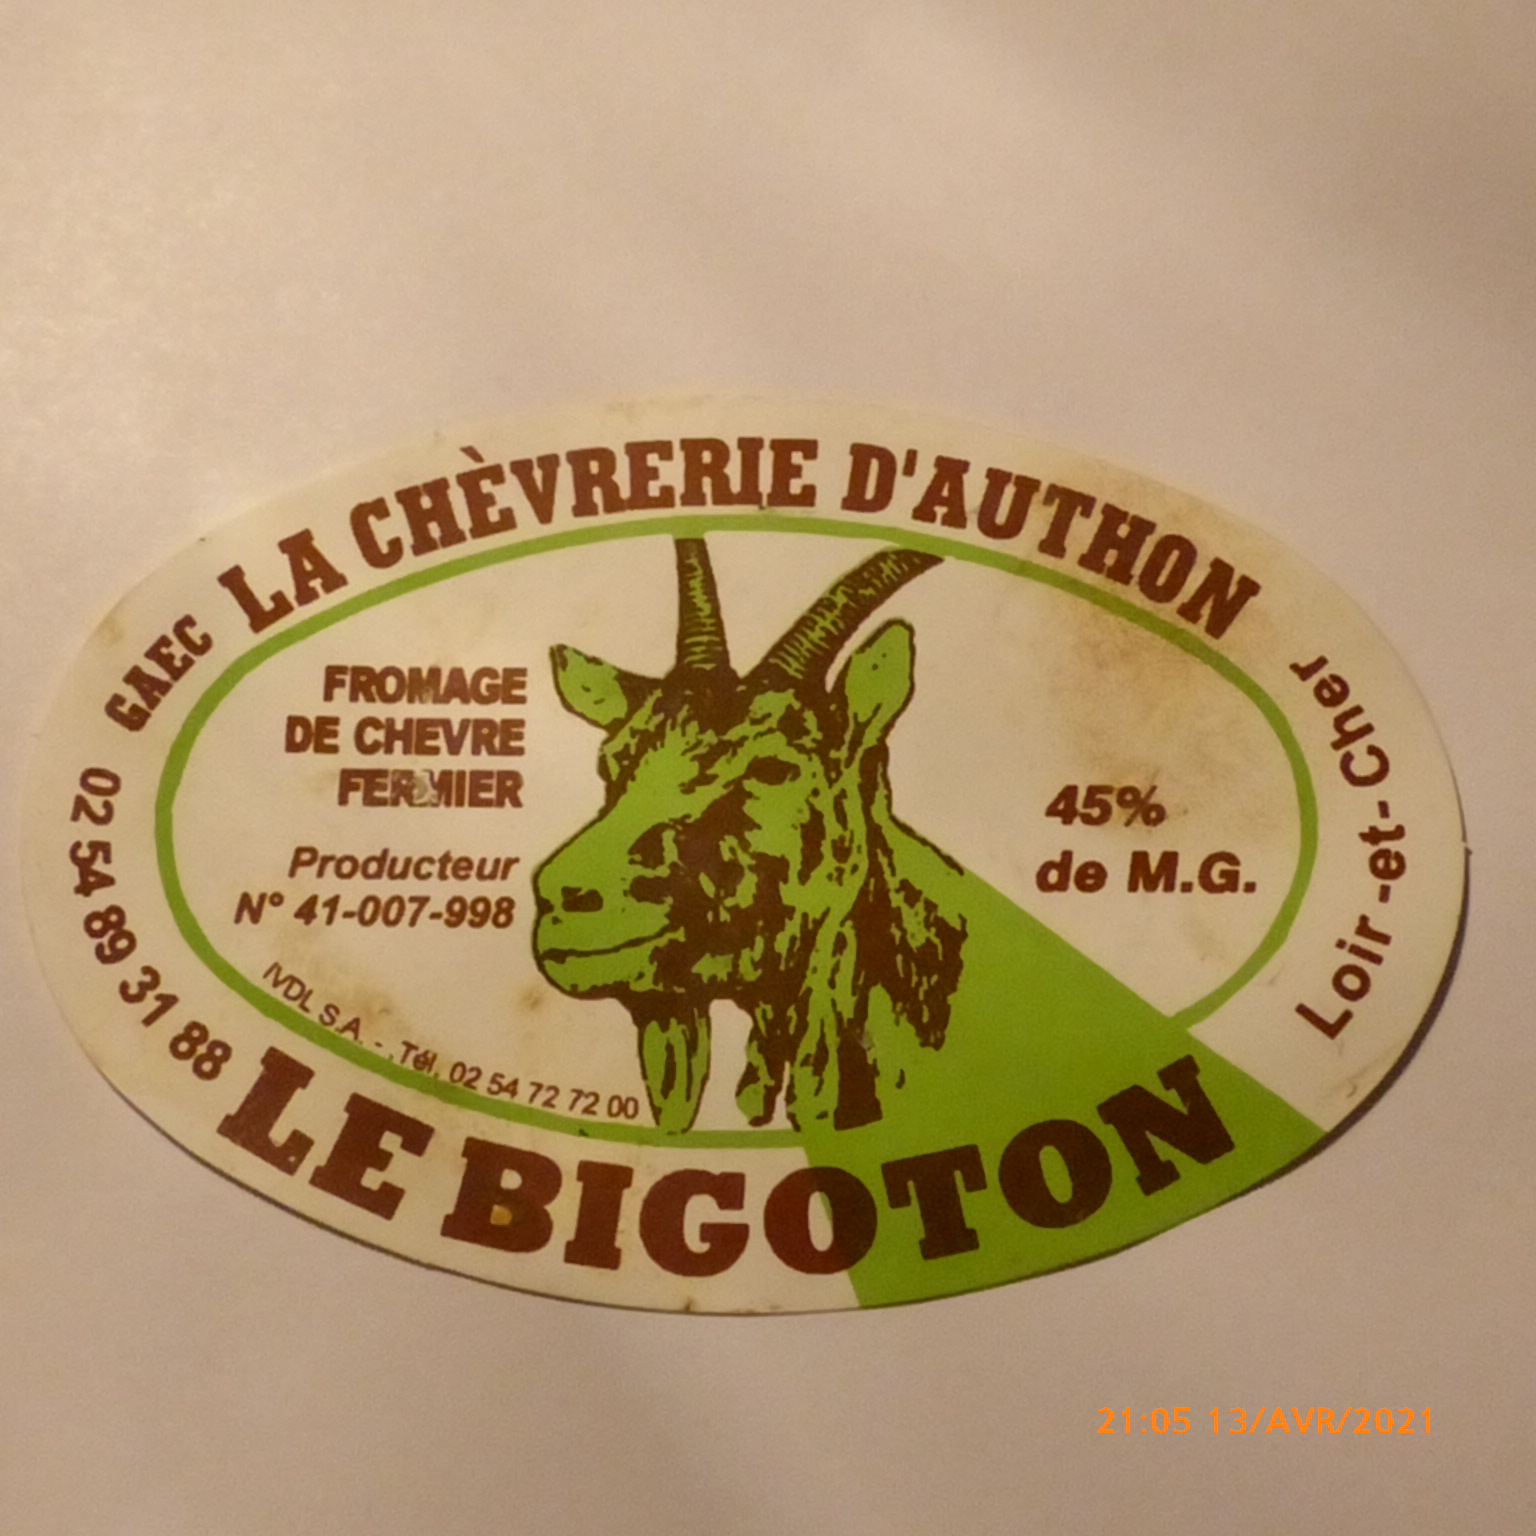 GAEC LA CHÈVRERIE D'AUTHON
Loir-et-Cher
FROMAGE
DE CHEVRE
FERMIER
Producteur
N° 41-007-998
45%
de M.G.
IVDL S.A. - Tél. 02 54 72 72 00
02 54 89 31 88
LE BIGOTON
21:05 13/AVR/2021